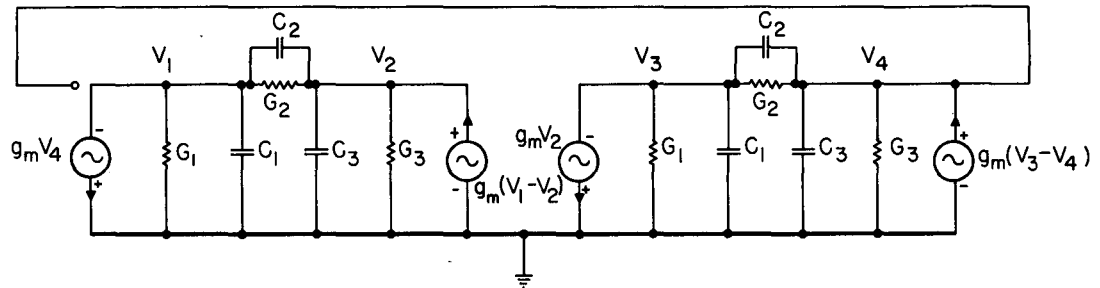 C2 C2
V1 V2 V3 V4
G2 G2
gmV4 G1 C1 C3 G3 gm(V1−V2) gmV2 G1 C1 C3 G3 gm(V3−V4)